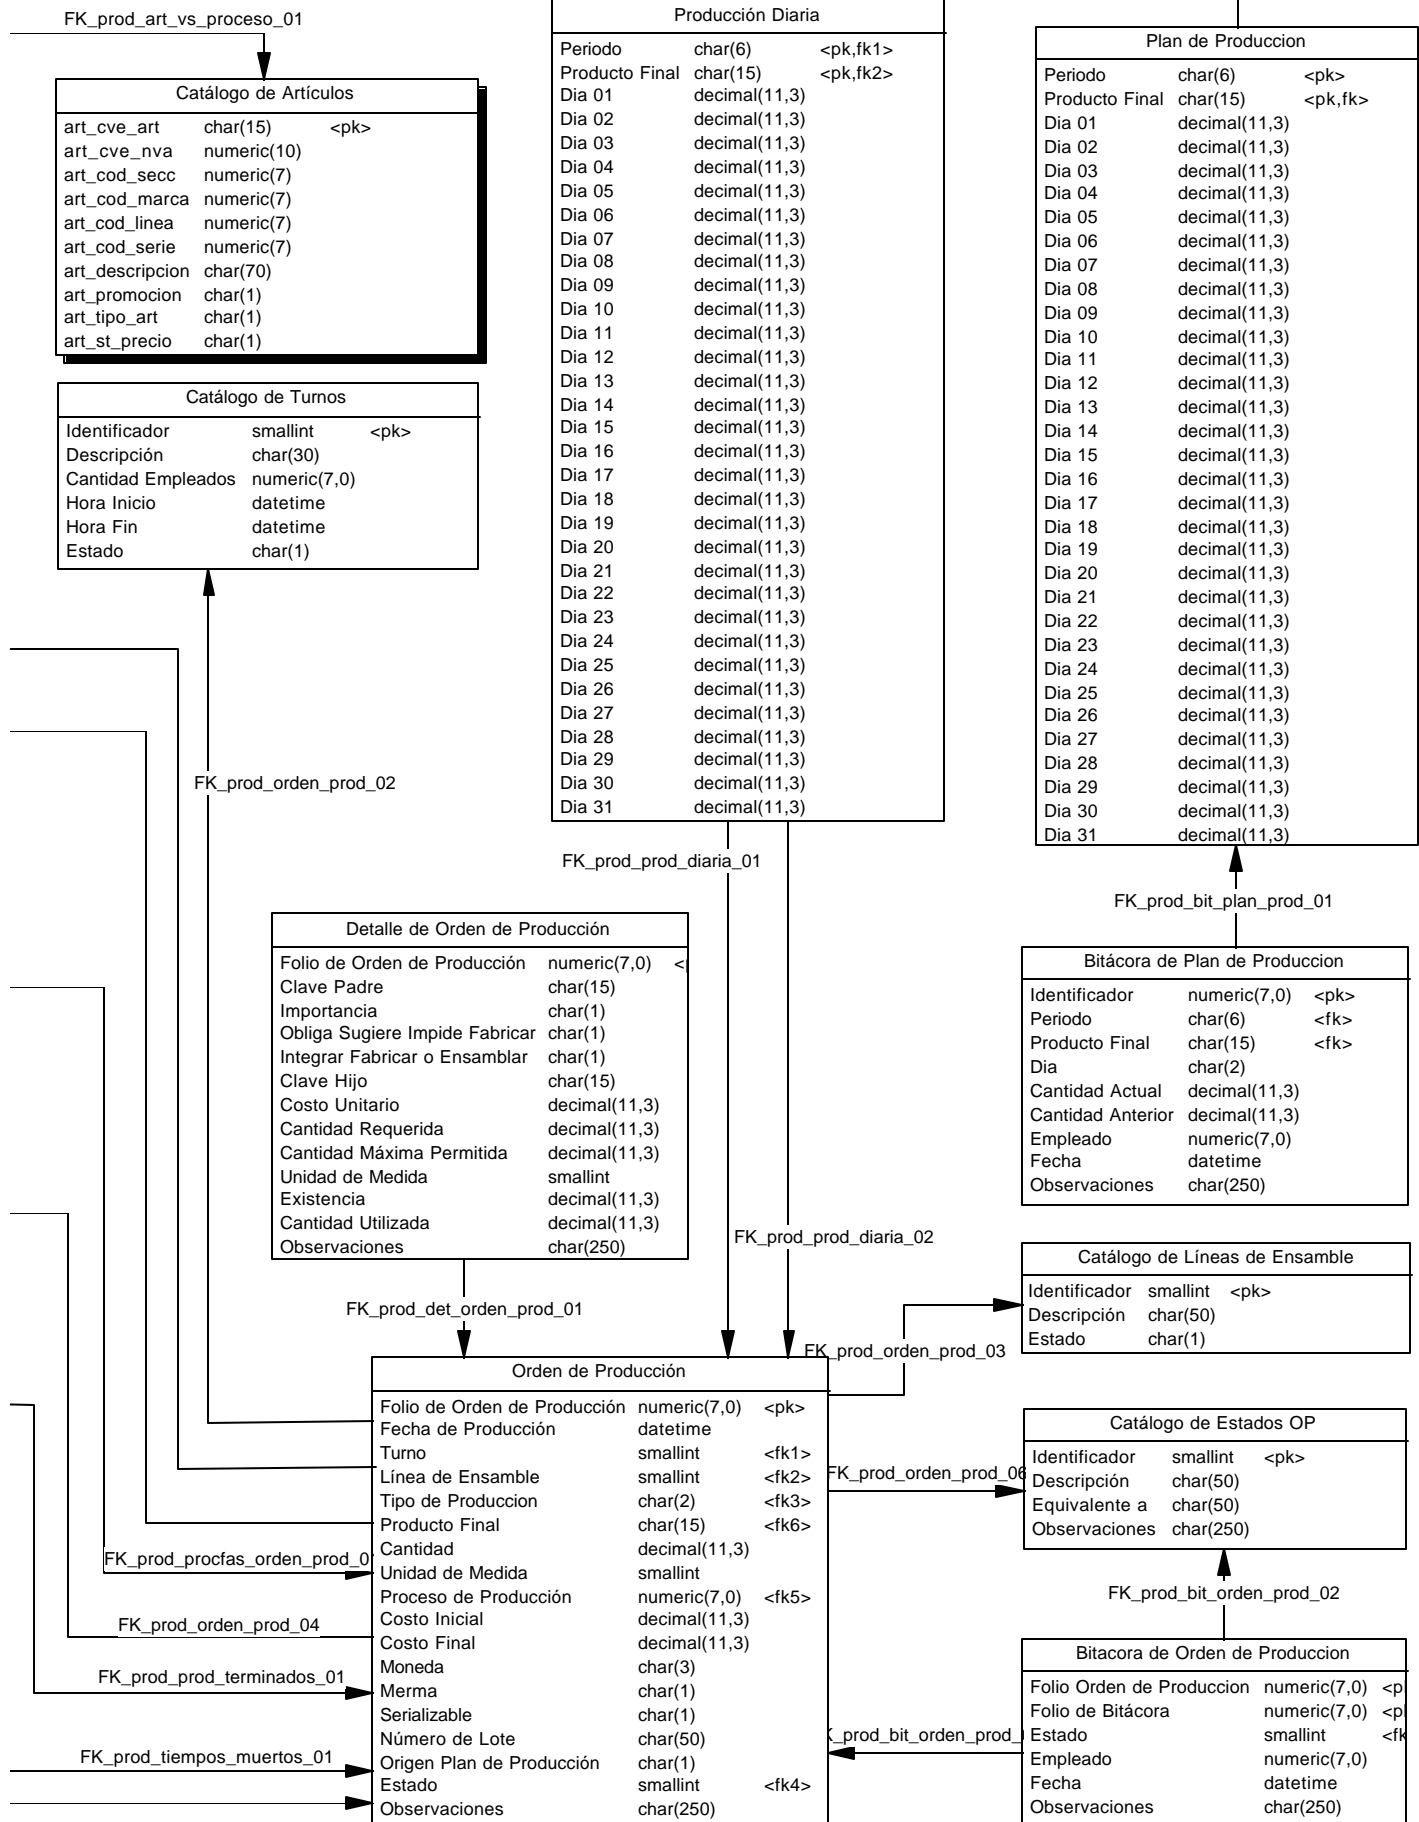 FK_prod_art_vs_proceso_01
Catálogo de Artículos
art_cve_art char(15) <pk>
art_cve_nva numeric(10)
art_cod_secc numeric(7)
art_cod_marca numeric(7)
art_cod_linea numeric(7)
art_cod_serie numeric(7)
art_descripcion char(70)
art_promocion char(1)
art_tipo_art char(1)
art_st_precio char(1)
Catálogo de Turnos
Identificador smallint <pk>
Descripción char(30)
Cantidad Empleados numeric(7,0)
Hora Inicio datetime
Hora Fin datetime
Estado char(1)
FK_prod_orden_prod_02
Producción Diaria
Periodo char(6) <pk,fk1>
Producto Final char(15) <pk,fk2>
Dia 01 decimal(11,3)
Dia 02 decimal(11,3)
Dia 03 decimal(11,3)
Dia 04 decimal(11,3)
Dia 05 decimal(11,3)
Dia 06 decimal(11,3)
Dia 07 decimal(11,3)
Dia 08 decimal(11,3)
Dia 09 decimal(11,3)
Dia 10 decimal(11,3)
Dia 11 decimal(11,3)
Dia 12 decimal(11,3)
Dia 13 decimal(11,3)
Dia 14 decimal(11,3)
Dia 15 decimal(11,3)
Dia 16 decimal(11,3)
Dia 17 decimal(11,3)
Dia 18 decimal(11,3)
Dia 19 decimal(11,3)
Dia 20 decimal(11,3)
Dia 21 decimal(11,3)
Dia 22 decimal(11,3)
Dia 23 decimal(11,3)
Dia 24 decimal(11,3)
Dia 25 decimal(11,3)
Dia 26 decimal(11,3)
Dia 27 decimal(11,3)
Dia 28 decimal(11,3)
Dia 29 decimal(11,3)
Dia 30 decimal(11,3)
Dia 31 decimal(11,3)
Plan de Produccion
Periodo char(6) <pk>
Producto Final char(15) <pk,fk>
Dia 01 decimal(11,3)
Dia 02 decimal(11,3)
Dia 03 decimal(11,3)
Dia 04 decimal(11,3)
Dia 05 decimal(11,3)
Dia 06 decimal(11,3)
Dia 07 decimal(11,3)
Dia 08 decimal(11,3)
Dia 09 decimal(11,3)
Dia 10 decimal(11,3)
Dia 11 decimal(11,3)
Dia 12 decimal(11,3)
Dia 13 decimal(11,3)
Dia 14 decimal(11,3)
Dia 15 decimal(11,3)
Dia 16 decimal(11,3)
Dia 17 decimal(11,3)
Dia 18 decimal(11,3)
Dia 19 decimal(11,3)
Dia 20 decimal(11,3)
Dia 21 decimal(11,3)
Dia 22 decimal(11,3)
Dia 23 decimal(11,3)
Dia 24 decimal(11,3)
Dia 25 decimal(11,3)
Dia 26 decimal(11,3)
Dia 27 decimal(11,3)
Dia 28 decimal(11,3)
Dia 29 decimal(11,3)
Dia 30 decimal(11,3)
Dia 31 decimal(11,3)
FK_prod_prod_diaria_01
FK_prod_bit_plan_prod_01
Detalle de Orden de Producción
Folio de Orden de Producción numeric(7,0)
Clave Padre char(15)
Importancia char(1)
Obliga Sugiere Impide Fabricar char(1)
Integrar Fabricar o Ensamblar char(1)
Clave Hijo char(15)
Costo Unitario decimal(11,3)
Cantidad Requerida decimal(11,3)
Cantidad Máxima Permitida decimal(11,3)
Unidad de Medida smallint
Existencia decimal(11,3)
Cantidad Utilizada decimal(11,3)
Observaciones char(250)
Bitácora de Plan de Produccion
Identificador numeric(7,0) <pk>
Periodo char(6) <fk>
Producto Final char(15) <fk>
Dia char(2)
Cantidad Actual decimal(11,3)
Cantidad Anterior decimal(11,3)
Empleado numeric(7,0)
Fecha datetime
Observaciones char(250)
FK_prod_prod_diaria_02
FK_prod_det_orden_prod_01
FK_prod_orden_prod_03
Catálogo de Líneas de Ensamble
Identificador smallint <pk>
Descripción char(50)
Estado char(1)
Orden de Producción
Folio de Orden de Producción numeric(7,0) <pk>
Fecha de Producción datetime
Turno smallint <fk1>
Línea de Ensamble smallint <fk2>
Tipo de Produccion char(2) <fk3>
Producto Final char(15) <fk6>
Cantidad decimal(11,3)
Unidad de Medida smallint
Proceso de Producción numeric(7,0) <fk5>
Costo Inicial decimal(11,3)
Costo Final decimal(11,3)
Moneda char(3)
Merma char(1)
Serializable char(1)
Número de Lote char(50)
Origen Plan de Producción char(1)
Estado smallint <fk4>
Observaciones char(250)
FK_prod_procfas_orden_prod_0
FK_prod_orden_prod_04
FK_prod_prod_terminados_01
FK_prod_tiempos_muertos_01
FK_prod_orden_prod_06
Catálogo de Estados OP
Identificador smallint <pk>
Descripción char(50)
Equivalente a char(50)
Observaciones char(250)
FK_prod_bit_orden_prod_02
K_prod_bit_orden_prod_
Bitacora de Orden de Produccion
Folio Orden de Produccion numeric(7,0) <p
Folio de Bitácora numeric(7,0) <p
Estado smallint <fk
Empleado numeric(7,0)
Fecha datetime
Observaciones char(250)